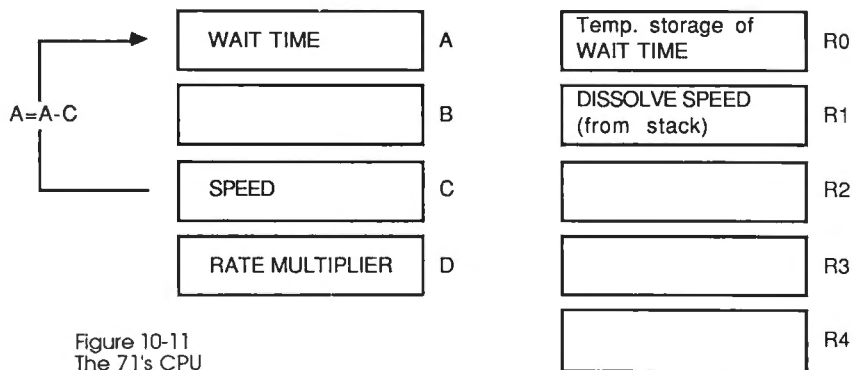 WAIT TIME
A
A=A-C
B
SPEED
C
RATE MULTIPLIER
D
Temp. storage of
WAIT TIME
R0
DISSOLVE SPEED
(from stack)
R1
R2
R3
R4
Figure 10-11
The 71's CPU